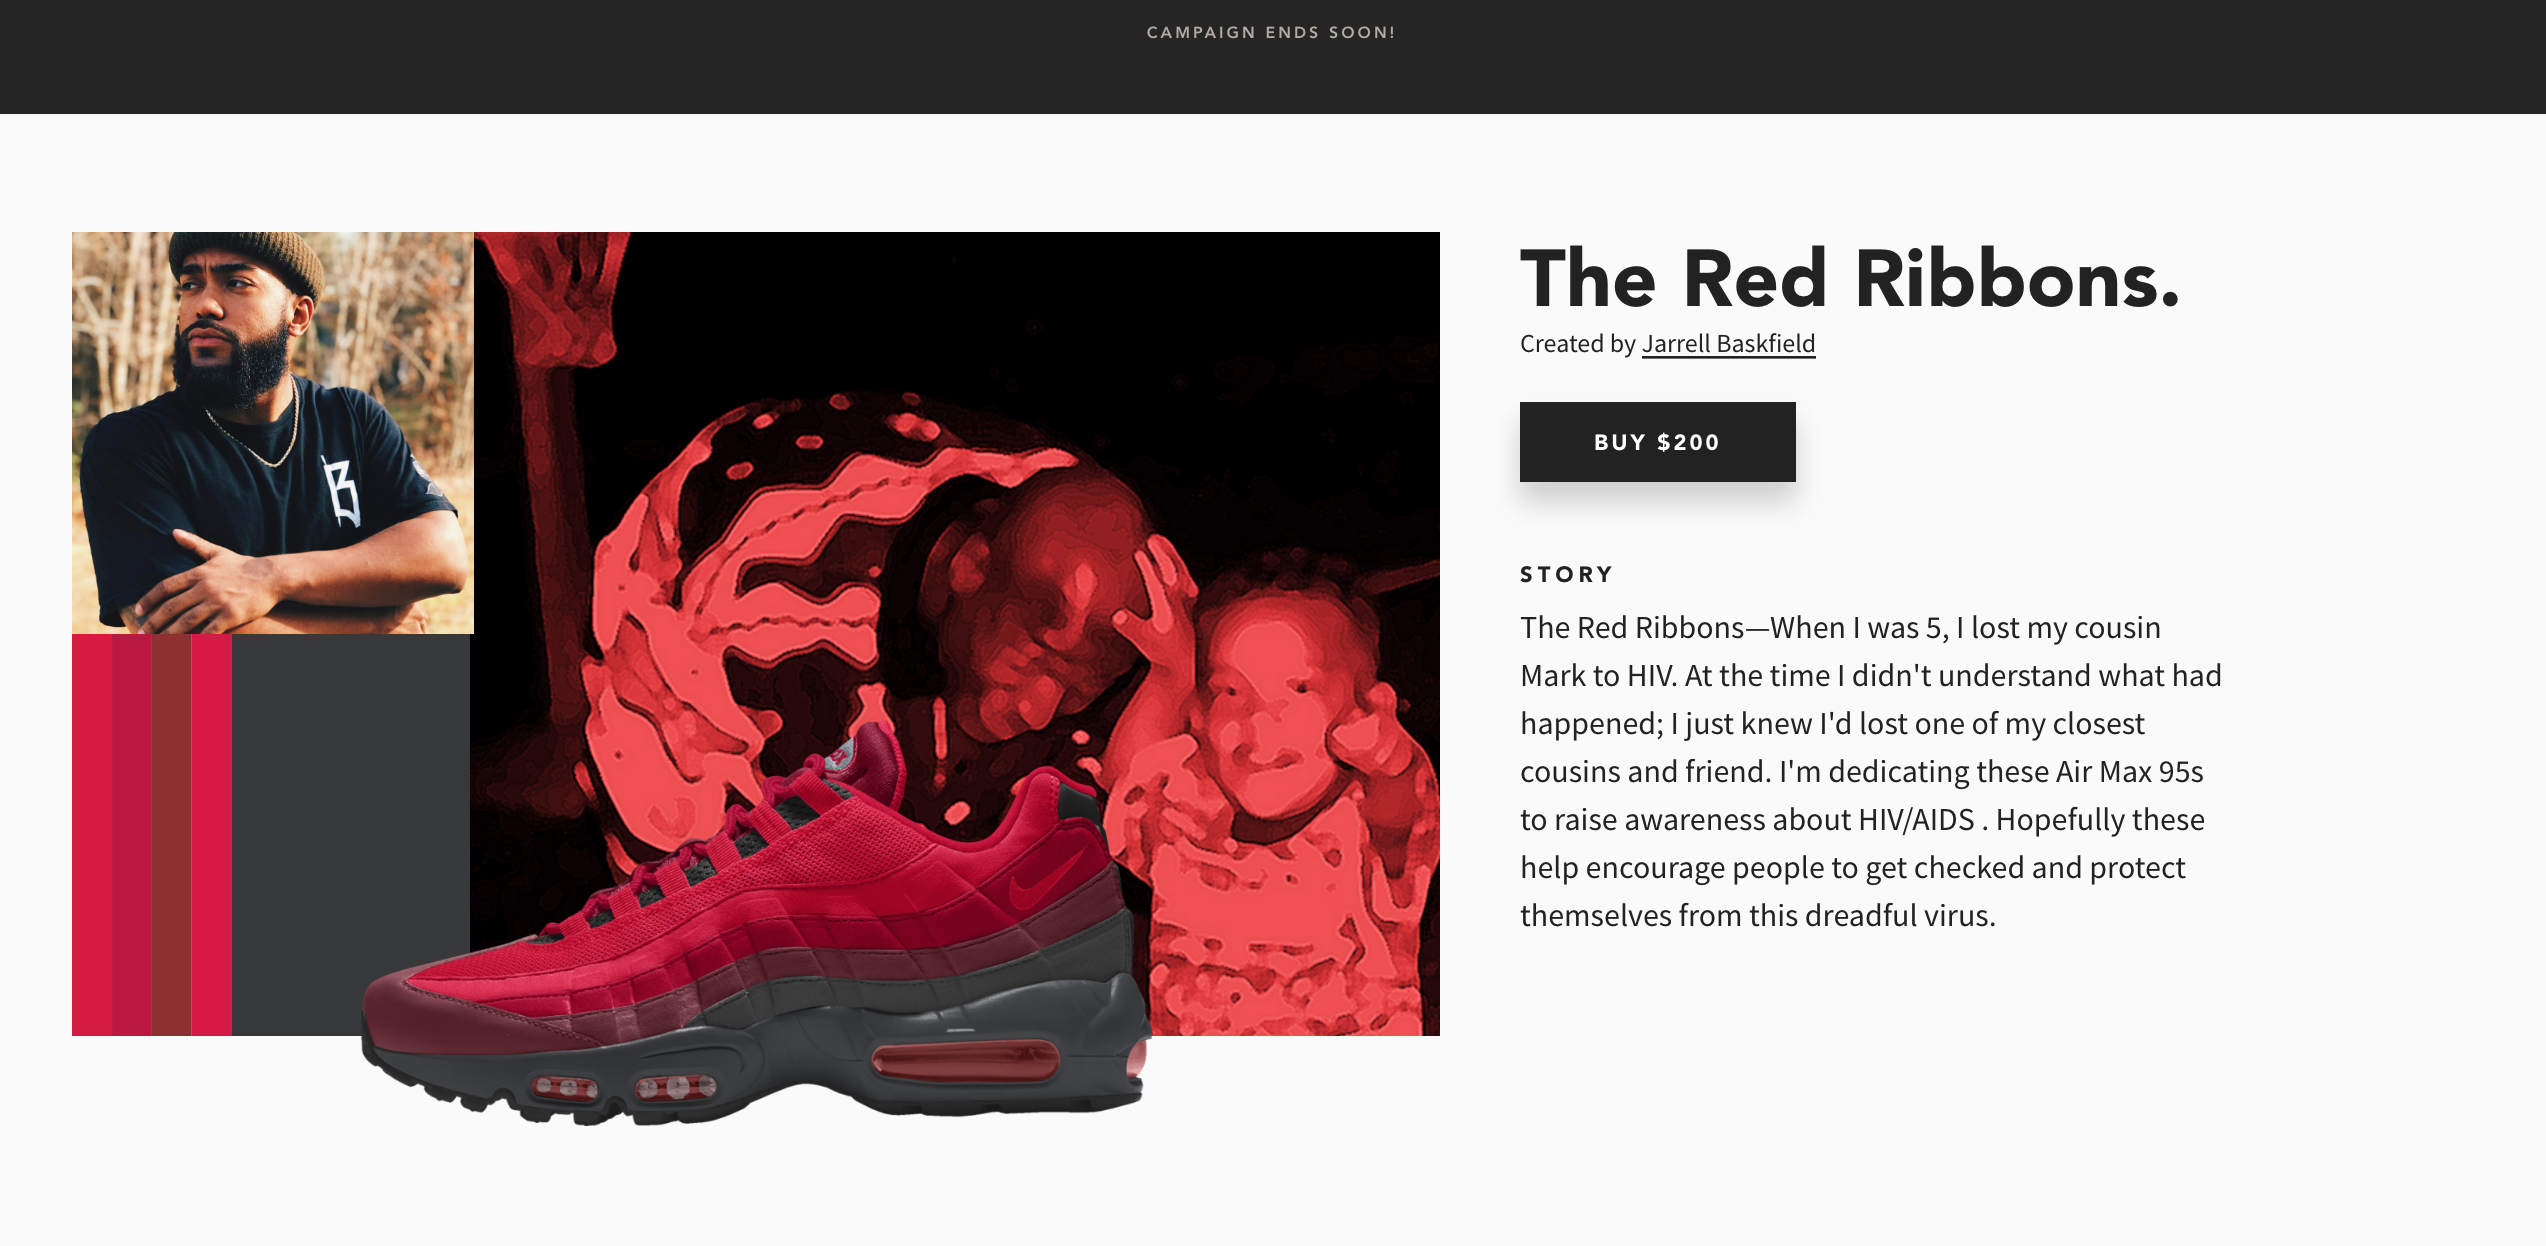 CAMPAIGN ENDS SOON!
The Red Ribbons.
Created by Jarrell Baskfield
BUY $200
STORY
The Red Ribbons—When I was 5, I lost my cousin
Mark to HIV. At the time I didn't understand what had
happened; I just knew I'd lost one of my closest
cousins and friend. I'm dedicating these Air Max 95s
to raise awareness about HIV/AIDS . Hopefully these
help encourage people to get checked and protect
themselves from this dreadful virus.